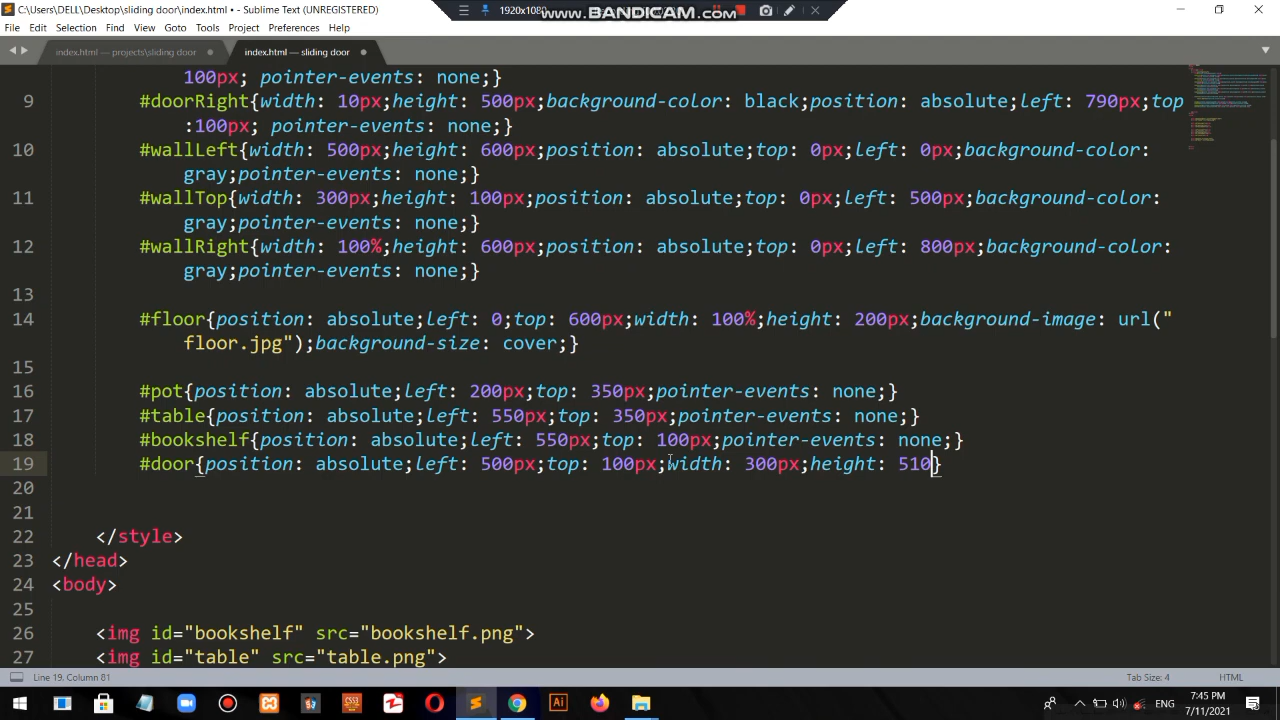 C:\Users\DELL\Desktop\sliding door\index.html • - Sublime Text (UNREGISTERED)
1920x1080
www.BANDICAM.com
File Edit Selection Find View Goto Tools Project Preferences Help
index.html — projects\sliding door
index.html — sliding door
100px; pointer-events: none;}
9 #doorRight{width: 10px;height: 500px;background-color: black;position: absolute;left: 790px;top
:100px; pointer-events: none;}
10 #wallLeft{width: 500px;height: 600px;position: absolute;top: 0px;left: 0px;background-color:
gray;pointer-events: none;}
11 #wallTop{width: 300px;height: 100px;position: absolute;top: 0px;left: 500px;background-color:
gray;pointer-events: none;}
12 #wallRight{width: 100%;height: 600px;position: absolute;top: 0px;left: 800px;background-color:
gray;pointer-events: none;}
13
14 #floor{position: absolute;left: 0;top: 600px;width: 100%;height: 200px;background-image: url("
floor.jpg");background-size: cover;}
15
16 #pot{position: absolute;left: 200px;top: 350px;pointer-events: none;}
17 #table{position: absolute;left: 550px;top: 350px;pointer-events: none;}
18 #bookshelf{position: absolute;left: 550px;top: 100px;pointer-events: none;}
19 #door{position: absolute;left: 500px;top: 100px;width: 300px;height: 510}
20
21
22 </style>
23 </head>
24 <body>
25
26 <img id="bookshelf" src="bookshelf.png">
27 <img id="table" src="table.png">
Line 19, Column 81
Tab Size: 4
HTML
ENG
7:45 PM
7/11/2021